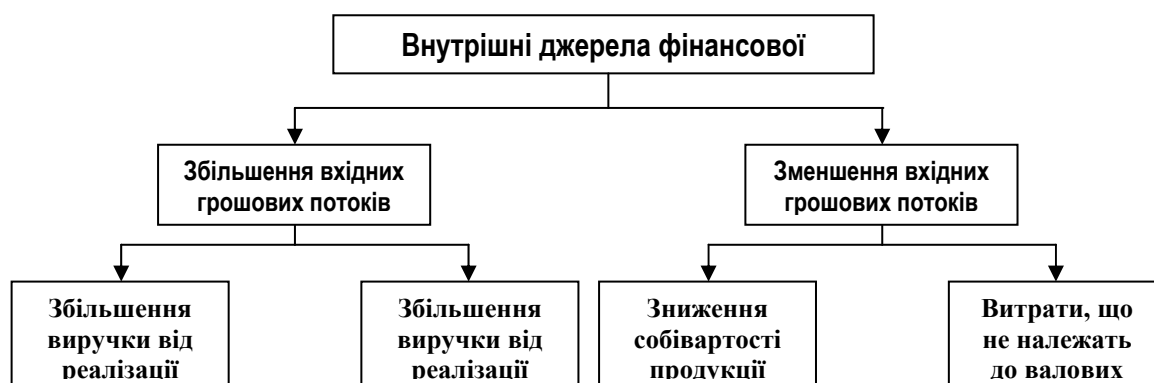 Внутрішні джерела фінансової
Збільшення вхідних
грошових потоків
Зменшення вхідних
грошових потоків
Збільшення
виручки від
реалізації
Збільшення
виручки від
реалізації
Зниження
собівартості
продукції
Витрати, що
не належать
до валових